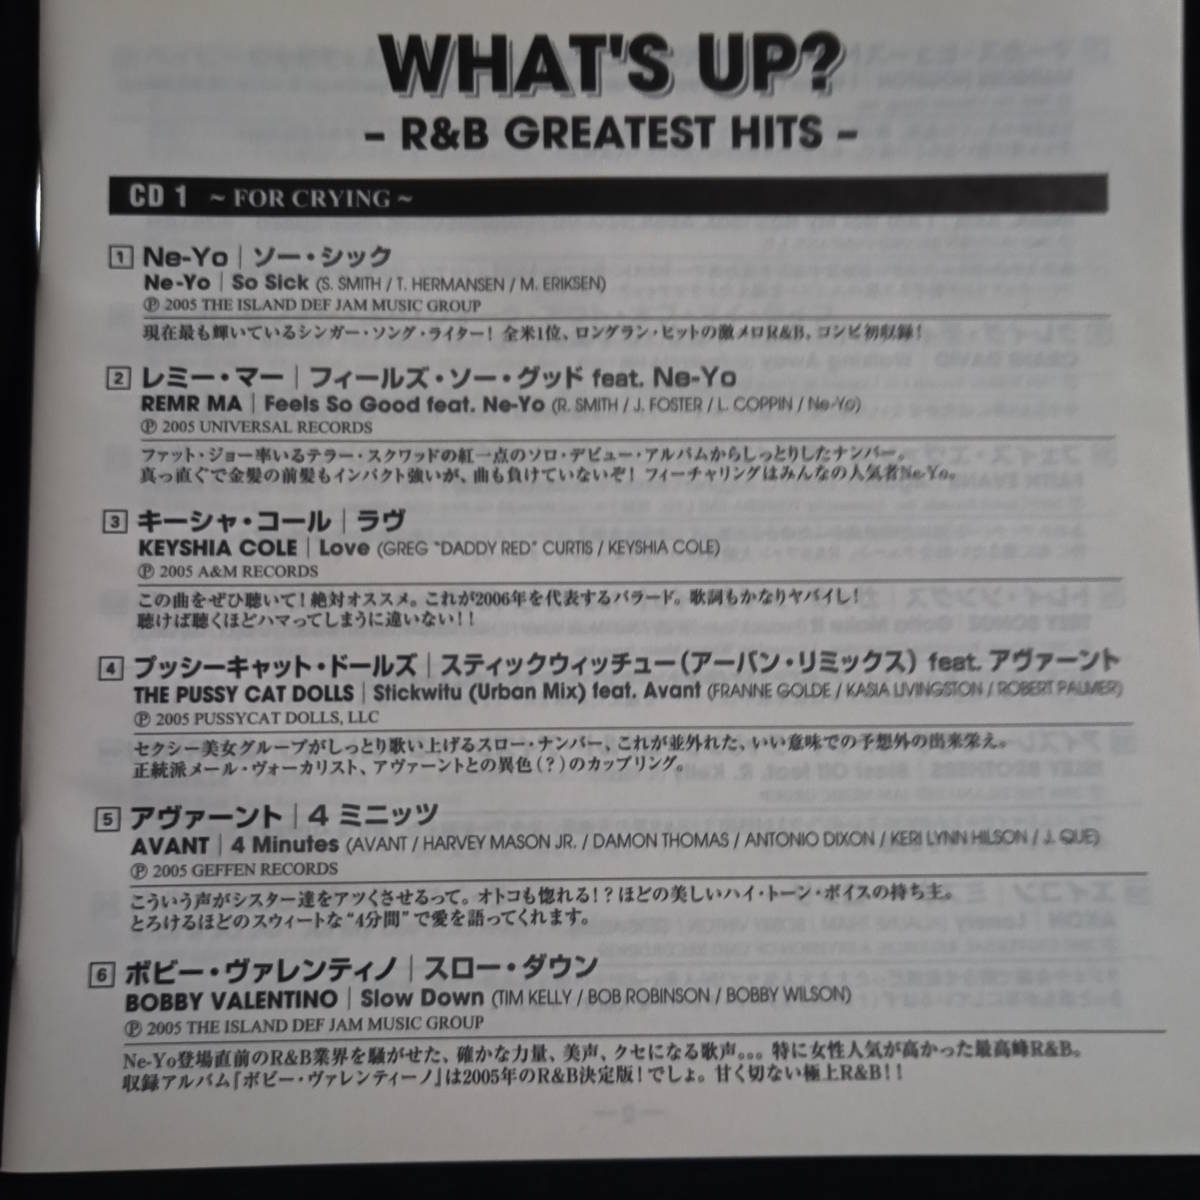 WHAT'S UP?
– R&B GREATEST HITS –
CD 1 ~ FOR CRYING ~
1 Ne-Yo｜ソー・シック
Ne-Yo｜So Sick (S. SMITH / T. HERMANSEN / M. ERIKSEN)
℗ 2005 THE ISLAND DEF JAM MUSIC GROUP
現在最も輝いているシンガー・ソング・ライター！全米1位、ロングラン・ヒットの激メロR&B。コンピ初収録！
2 レミー・マー｜フィールズ・ソー・グッド feat. Ne-Yo
REMR MA｜Feels So Good feat. Ne-Yo (R. SMITH / J. FOSTER / L. COPPIN / Ne-Yo)
℗ 2005 UNIVERSAL RECORDS
ファット・ジョー率いるテラー・スクワッドの紅一点のソロ・デビュー・アルバムからしっとりしたナンバー。
真っ直ぐで金髪の前髪もインパクト強いが、曲も負けていないぞ！フィーチャリングはみんなの人気者Ne-Yo。
3 キーシャ・コール｜ラヴ
KEYSHIA COLE｜Love (GREG "DADDY RED" CURTIS / KEYSHIA COLE)
℗ 2005 A&M RECORDS
この曲をぜひ聴いて！絶対オススメ。これが2006年を代表するバラード。歌詞もかなりヤバイし！
聴けば聴くほどハマってしまうに違いない！！
4 プッシーキャット・ドールズ｜スティックウィッチュー（アーバン・リミックス）feat. アヴァーント
THE PUSSY CAT DOLLS｜Stickwitu (Urban Mix) feat. Avant (FRANNE GOLDE / KASIA LIVINGSTON / ROBERT PALMER)
℗ 2005 PUSSYCAT DOLLS, LLC
セクシー美女グループがしっとり歌い上げるスロー・ナンバー、これが並外れた、いい意味での予想外の出来栄え。
正統派メール・ヴォーカリスト、アヴァーントとの異色（？）のカップリング。
5 アヴァーント｜4 ミニッツ
AVANT｜4 Minutes (AVANT / HARVEY MASON JR. / DAMON THOMAS / ANTONIO DIXON / KERI LYNN HILSON / J. QUE)
℗ 2005 GEFFEN RECORDS
こういう声がシスター達をアツくさせるって。オトコも惚れる！？ほどの美しいハイ・トーン・ボイスの持ち主。
とろけるほどのスウィートな"4分間"で愛を語ってくれます。
6 ボビー・ヴァレンティノ｜スロー・ダウン
BOBBY VALENTINO｜Slow Down (TIM KELLY / BOB ROBINSON / BOBBY WILSON)
℗ 2005 THE ISLAND DEF JAM MUSIC GROUP
Ne-Yo登場直前のR&B業界を騒がせた、確かな力量、美声、クセになる歌声。。。特に女性人気が高かった最高峰R&B。
収録アルバム『ボビー・ヴァレンティーノ』は2005年のR&B決定版！でしょ。甘く切ない極上R&B！！